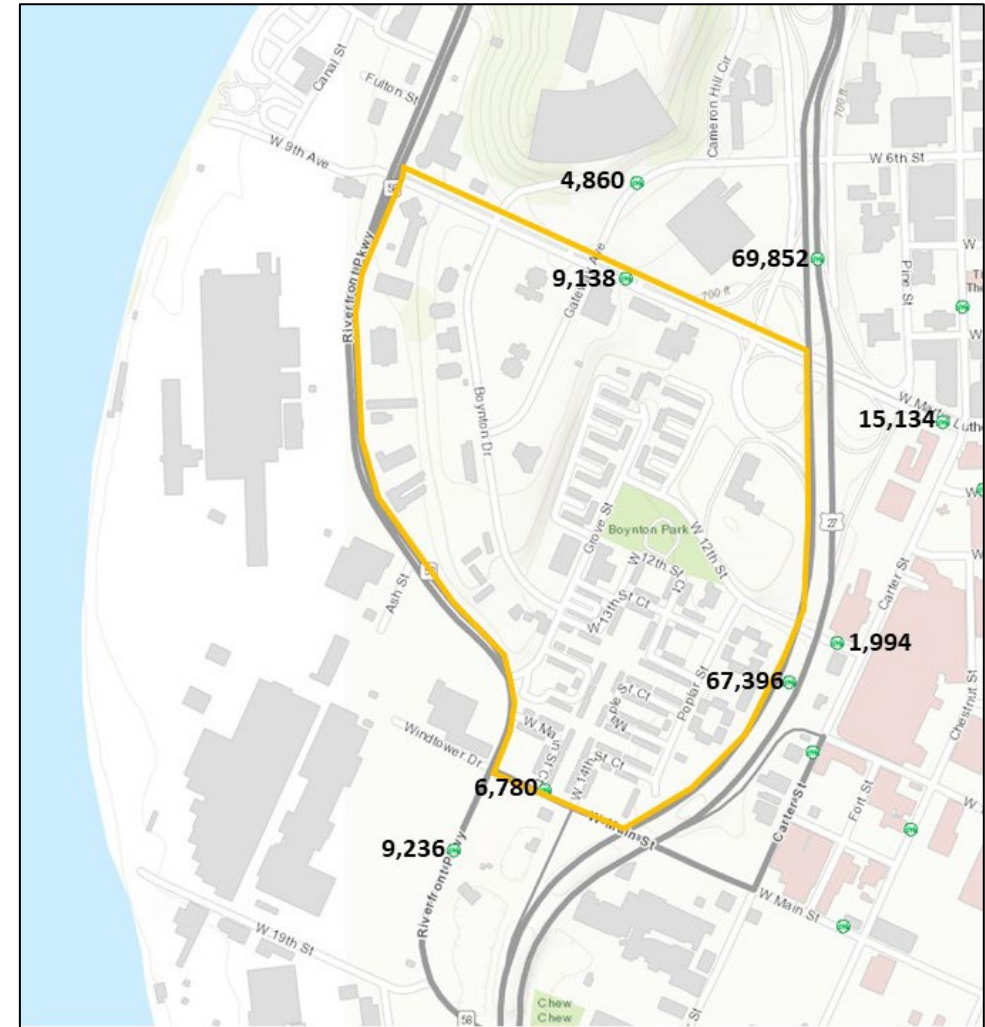 Canal St
Fulton St
W 9th Ave
Cameron Hill Cir
700 ft
W 6th St
4,860
58
Riverfront Pkwy
69,852
Pine St
W
9,138
700 ft
The
W
Boynton Dr
W
15,134
Boynton Park
Grove St
W 12th St
27
W
W
W 12th St Ct
Ash St
Carter St
W 13th St Ct
1,994
Poplar St
67,396
Chestnut St
Windtower Dr
W 14th St Ct
6,780
Carter St
Fort St
W Main St
9,236
Riverfront Pkwy
W Main St
W 19th St
Chew
Chew
58
St